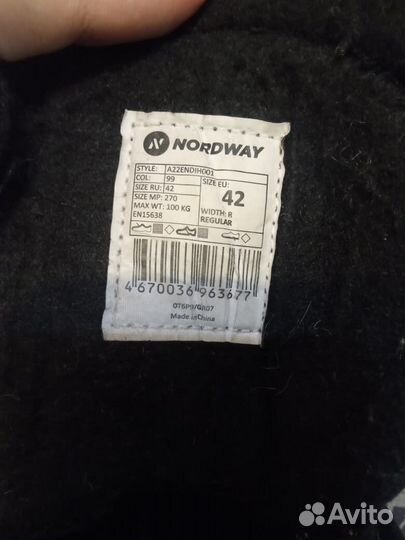 NORDWAY
STYLE: A22ENDIH001
COL: 99
SIZE RU: 42
SIZE MP: 270
MAX WT: 100 KG
EN15638
SIZE EU:
42
WIDTH: R
REGULAR
4 670036 963677
Made in China
Avito